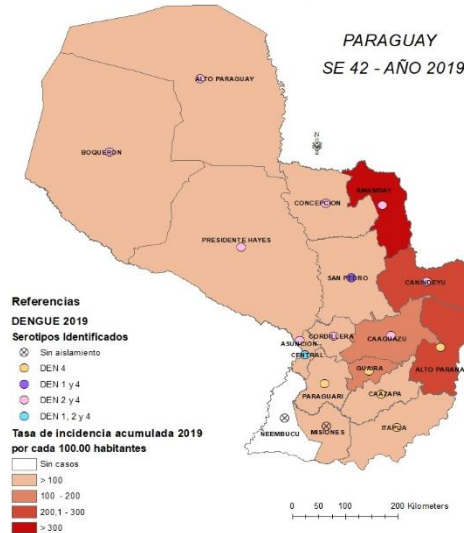 PARAGUAY
SE 42 - AÑO 2019
ALTO PARAGUAY
BOQUERON
N
CONCEPCION
AMAMBAY
PRESIDENTE HAYES
SAN PEDRO
CANINDEYU
CORDILLERA
ASUNCION
CAAGUAZU
CENTRAL
GUAIRA
ALTO PARANA
PARAGUARI
CAAZAPA
ÑEEMBUCU
MISIONES
ITAPUA
Referencias
DENGUE 2019
Serotipos Identificados
Sin aislamiento
DEN 4
DEN 1 y 4
DEN 2 y 4
DEN 1, 2 y 4
Tasa de incidencia acumulada 2019
por cada 100.00 habitantes
Sin casos
> 100
100 - 200
200,1 - 300
> 300
0 50 100 200 Kilometers